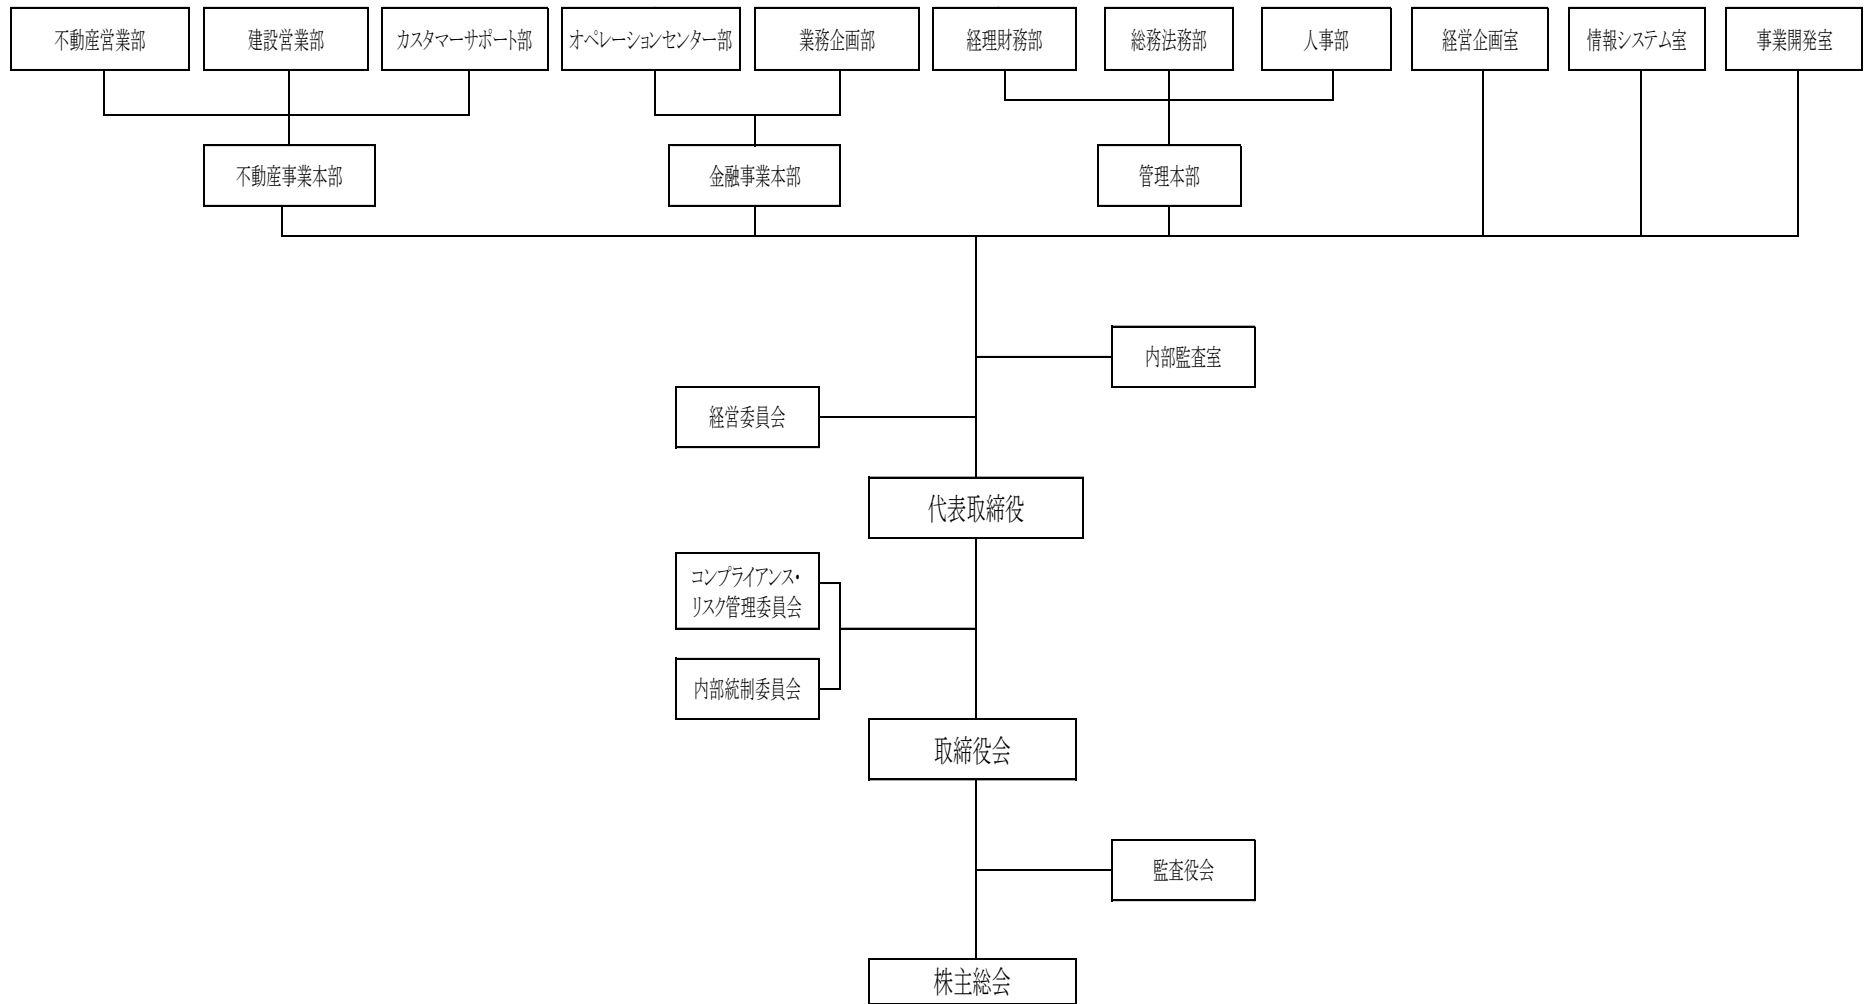 不動産営業部
建設営業部
カスタマーサポート部
オペレーションセンター部
業務企画部
経理財務部
総務法務部
人事部
経営企画室
情報システム室
事業開発室
不動産事業本部
金融事業本部
管理本部
内部監査室
経営委員会
代表取締役
コンプライアンス・
リスク管理委員会
内部統制委員会
取締役会
監査役会
株主総会